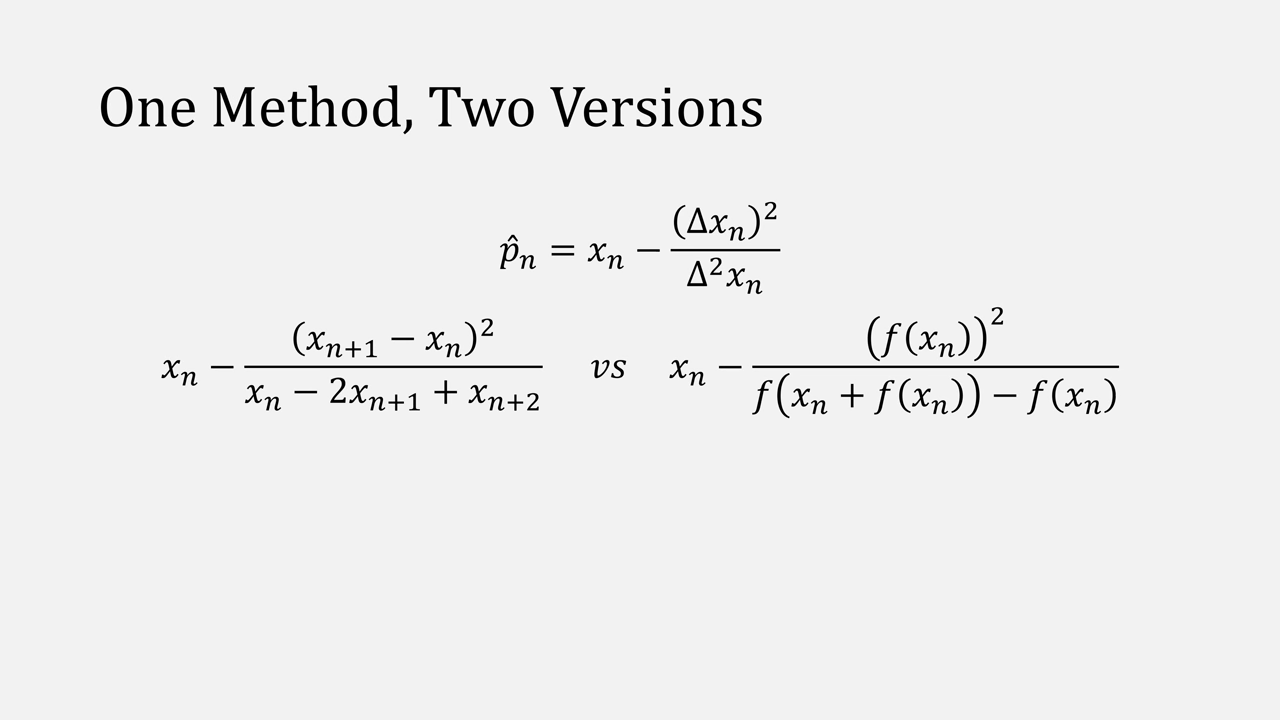 One Method, Two Versions
p̂ₙ = xₙ − (Δxₙ)² / Δ²xₙ
xₙ − (xₙ₊₁ − xₙ)² / (xₙ − 2xₙ₊₁ + xₙ₊₂) vs xₙ − (f(xₙ))² / (f(xₙ + f(xₙ)) − f(xₙ))